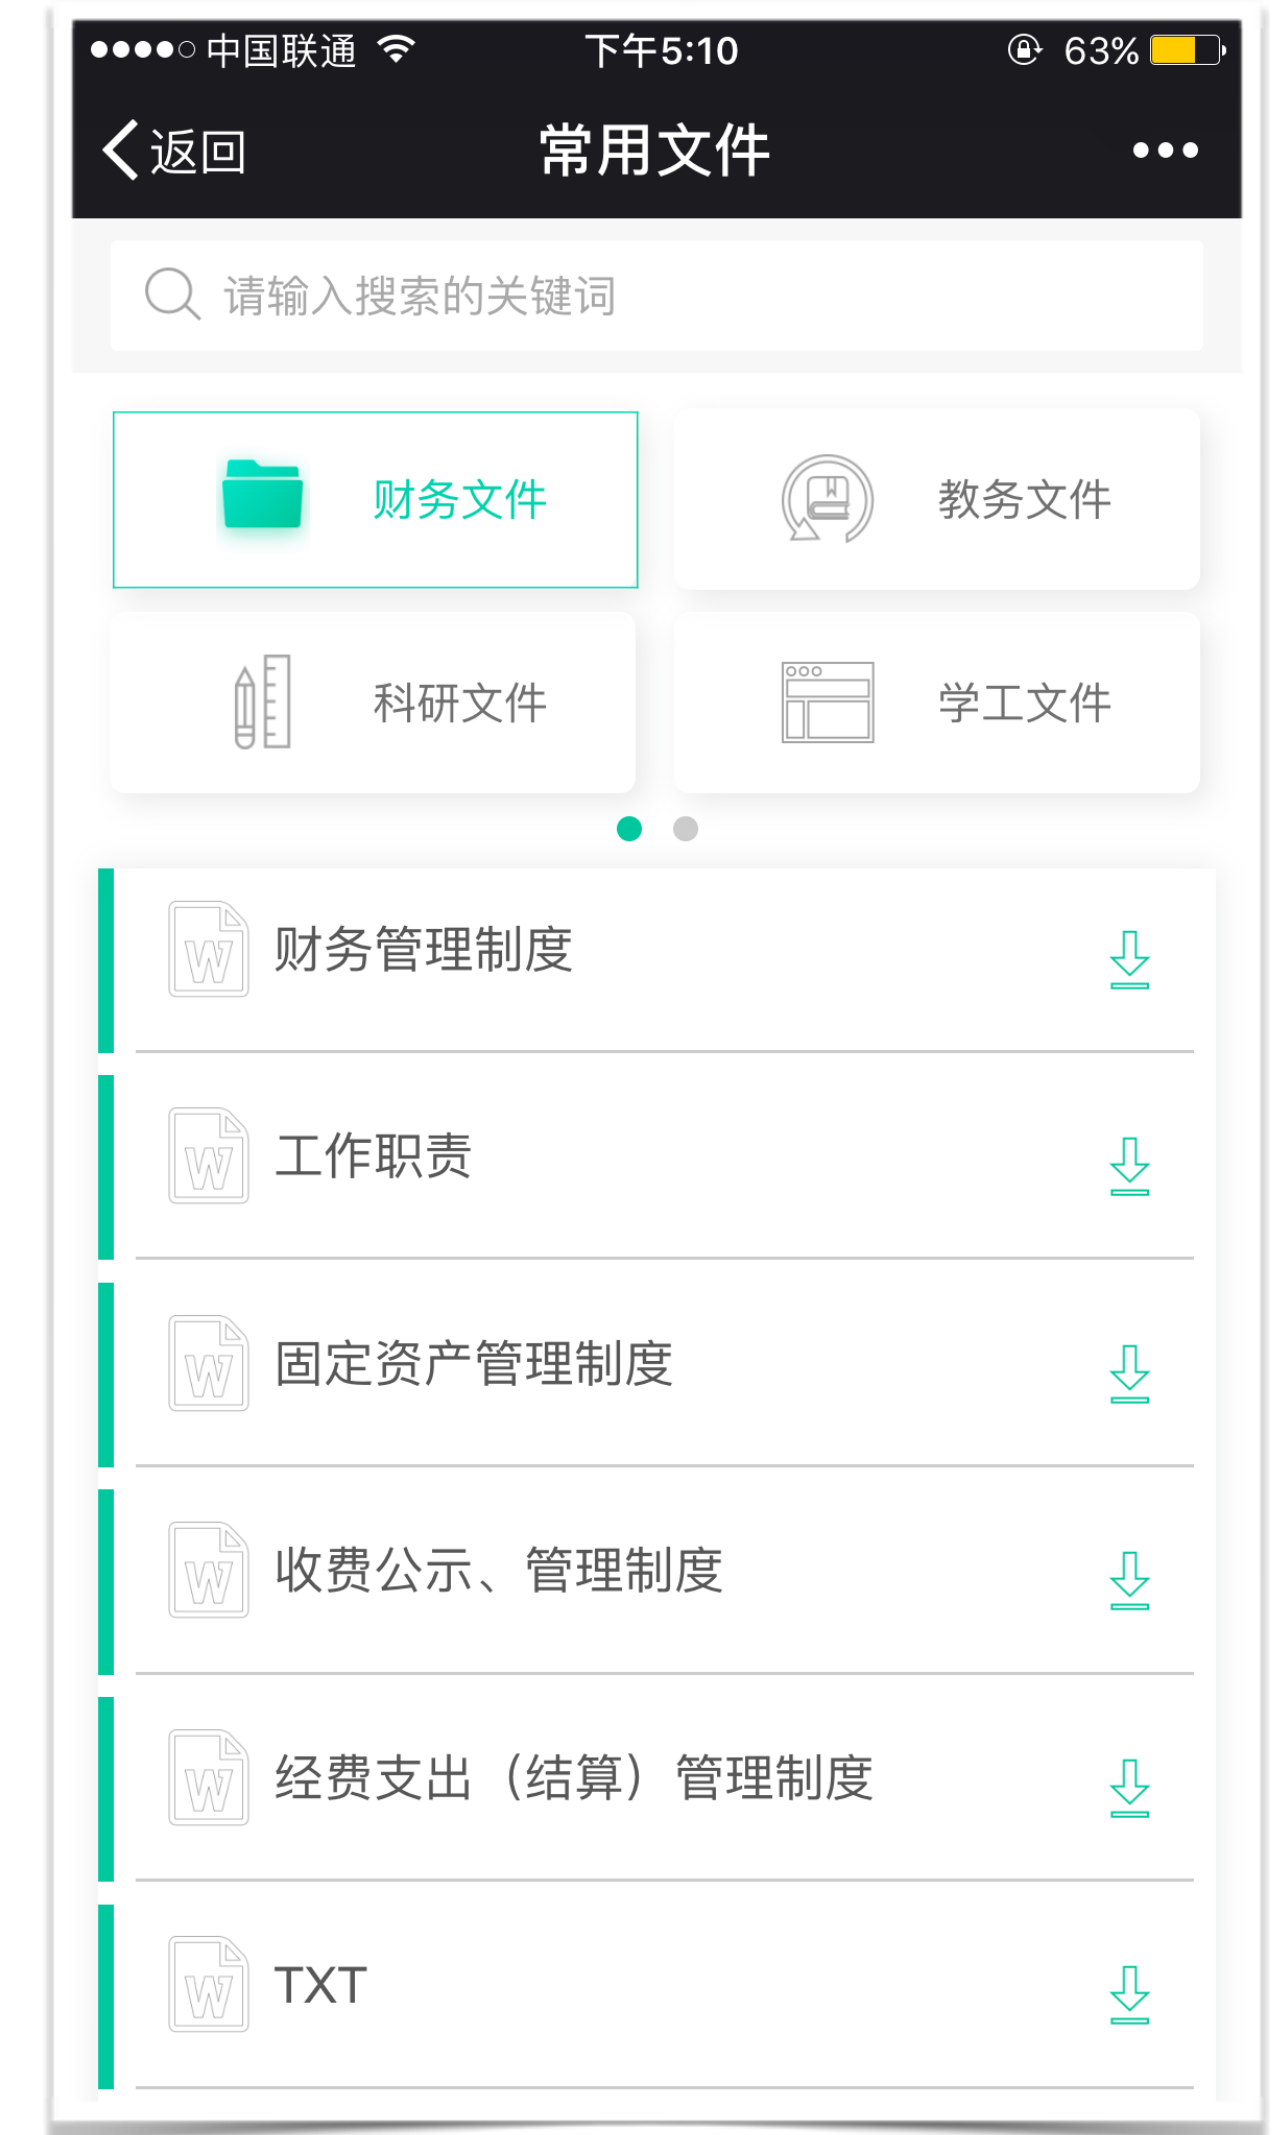 中国联通 下午5:10 63%
返回 常用文件
请输入搜索的关键词
财务文件 教务文件
科研文件 学工文件
财务管理制度
工作职责
固定资产管理制度
收费公示、管理制度
经费支出（结算）管理制度
TXT